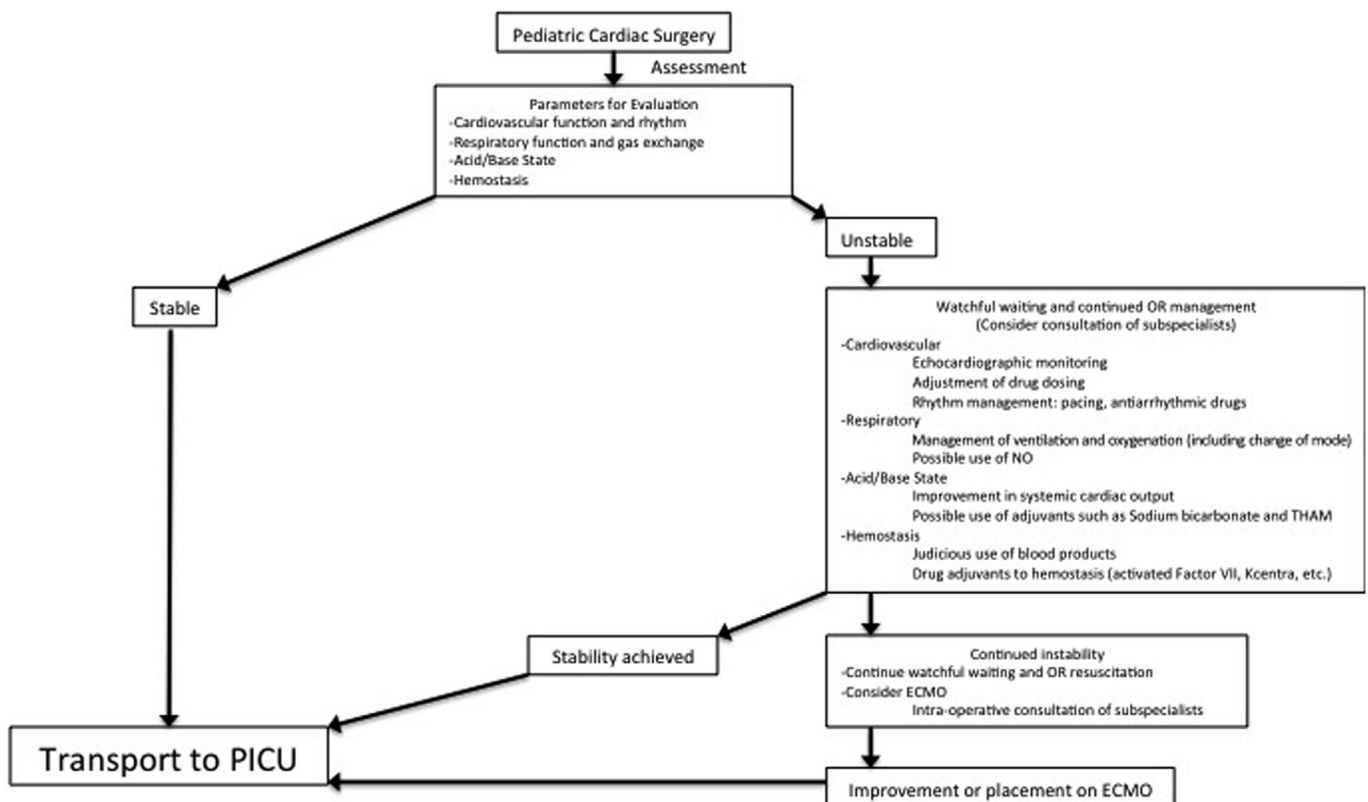 Pediatric Cardiac Surgery
Assessment
Parameters for Evaluation
-Cardiovascular function and rhythm
-Respiratory function and gas exchange
-Acid/Base State
-Hemostasis
Unstable
Stable
Watchful waiting and continued OR management
(Consider consultation of subspecialists)
-Cardiovascular
Echocardiographic monitoring
Adjustment of drug dosing
Rhythm management: pacing, antiarrhythmic drugs
-Respiratory
Management of ventilation and oxygenation (including change of mode)
Possible use of NO
-Acid/Base State
Improvement in systemic cardiac output
Possible use of adjuvants such as Sodium bicarbonate and THAM
-Hemostasis
Judicious use of blood products
Drug adjuvants to hemostasis (activated Factor VII, Kcentra, etc.)
Stability achieved
Continued instability
-Continue watchful waiting and OR resuscitation
-Consider ECMO
Intra-operative consultation of subspecialists
Transport to PICU
Improvement or placement on ECMO